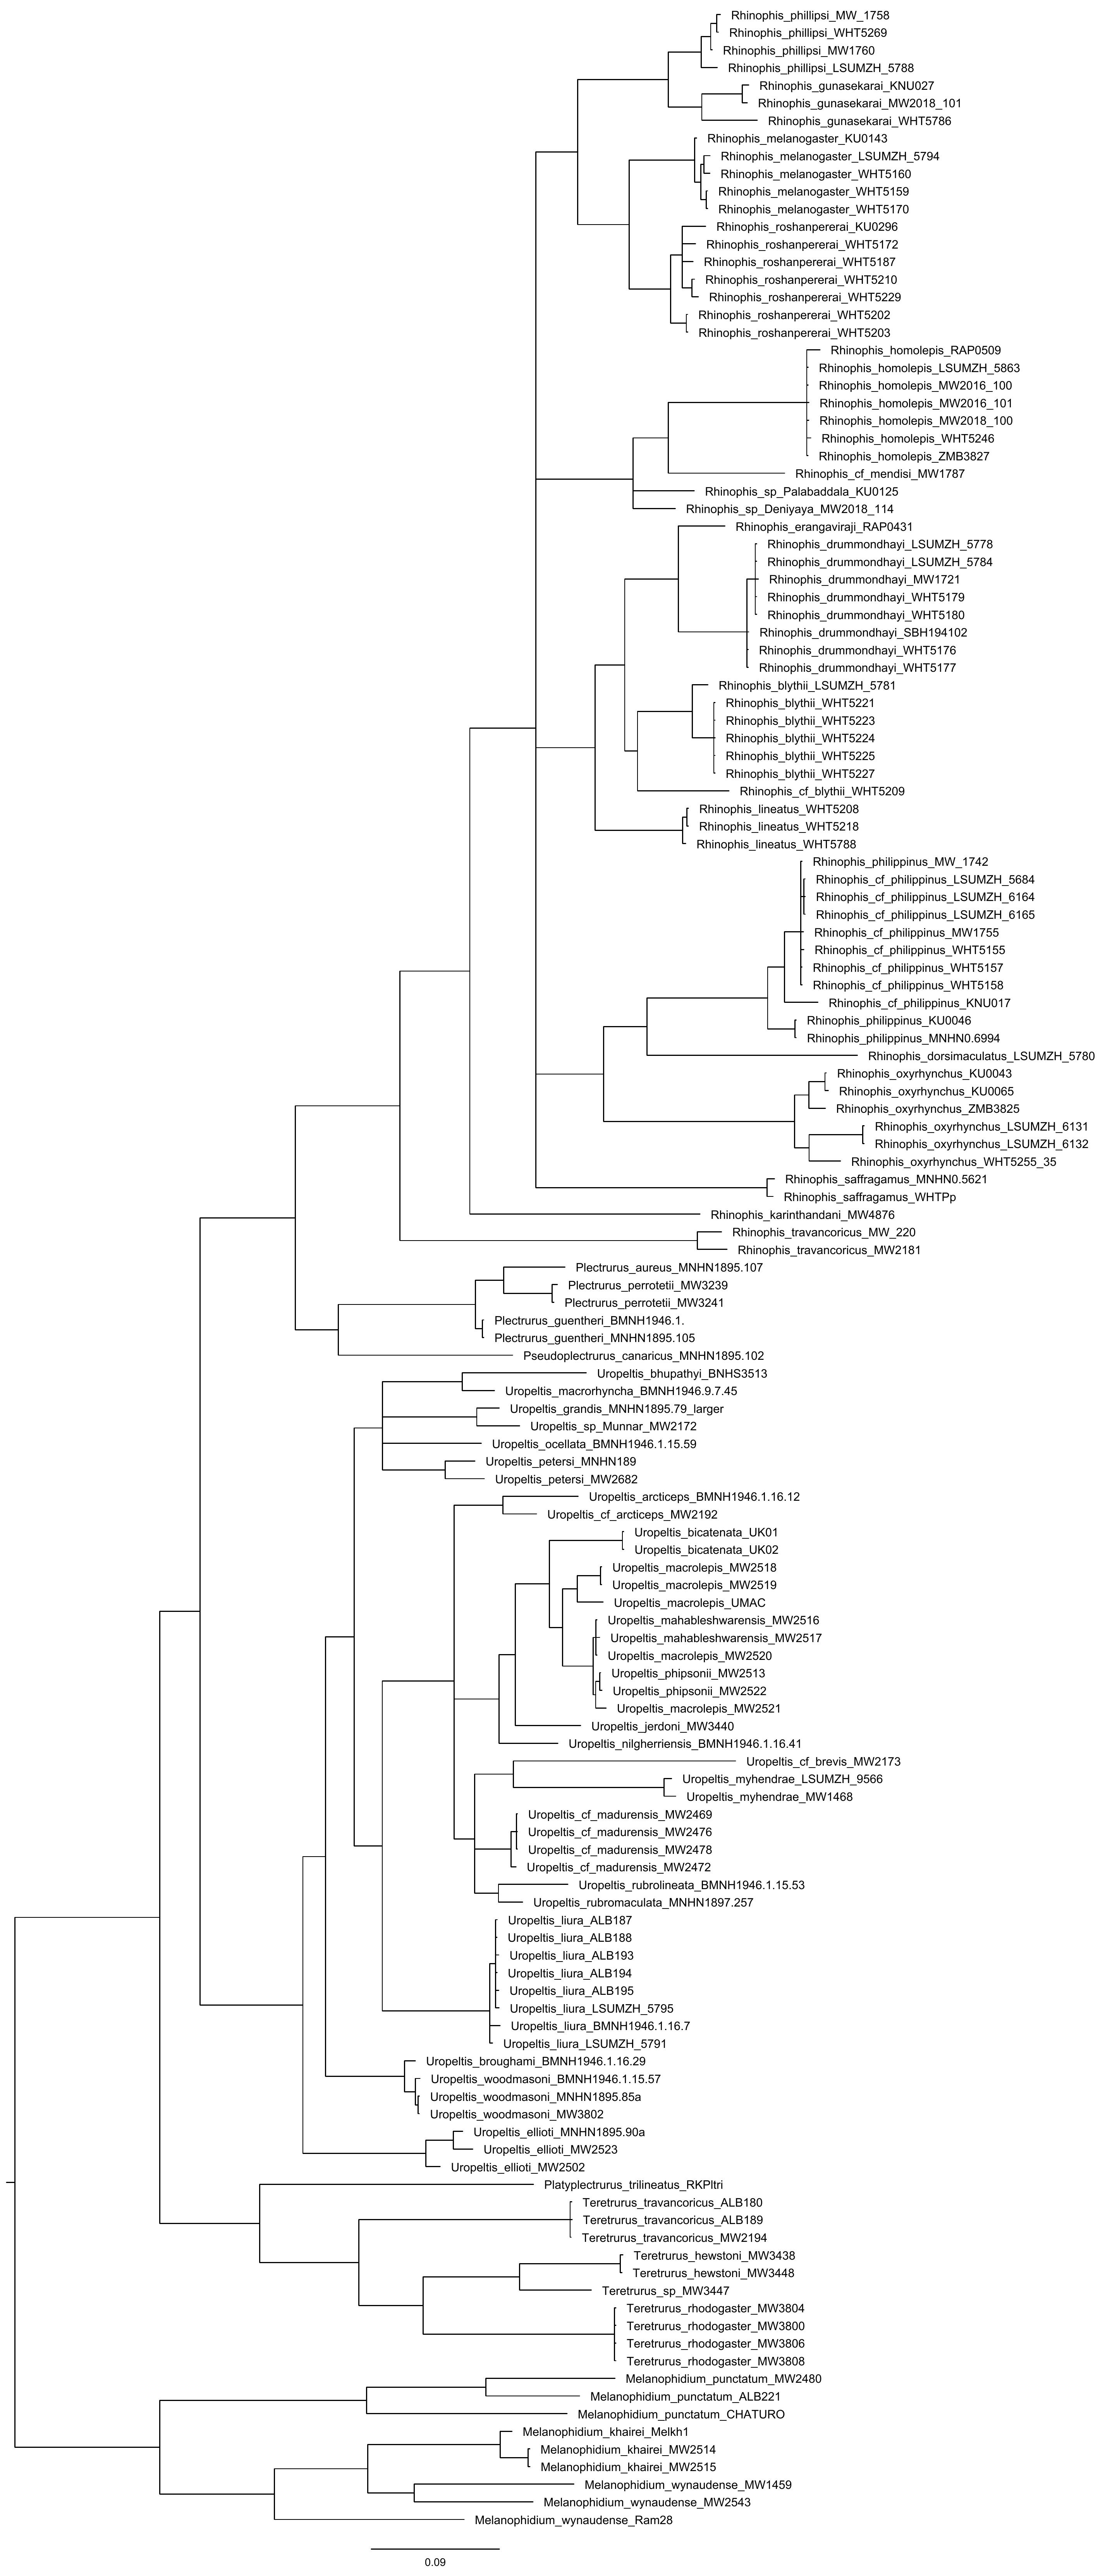 Rhinophis_phillipsi_MW_1758
Rhinophis_phillipsi_WHT5269
Rhinophis_phillipsi_MW1760
Rhinophis_phillipsi_LSUMZH_5788
Rhinophis_gunasekarai_KNU027
Rhinophis_gunasekarai_MW2018_101
Rhinophis_gunasekarai_WHT5786
Rhinophis_melanogaster_KU0143
Rhinophis_melanogaster_LSUMZH_5794
Rhinophis_melanogaster_WHT5160
Rhinophis_melanogaster_WHT5159
Rhinophis_melanogaster_WHT5170
Rhinophis_roshanpererai_KU0296
Rhinophis_roshanpererai_WHT5172
Rhinophis_roshanpererai_WHT5187
Rhinophis_roshanpererai_WHT5210
Rhinophis_roshanpererai_WHT5229
Rhinophis_roshanpererai_WHT5202
Rhinophis_roshanpererai_WHT5203
Rhinophis_homolepis_RAP0509
Rhinophis_homolepis_LSUMZH_5863
Rhinophis_homolepis_MW2016_100
Rhinophis_homolepis_MW2016_101
Rhinophis_homolepis_MW2018_100
Rhinophis_homolepis_WHT5246
Rhinophis_homolepis_ZMB3827
Rhinophis_cf_mendisi_MW1787
Rhinophis_sp_Palabaddala_KU0125
Rhinophis_sp_Deniyaya_MW2018_114
Rhinophis_erangaviraji_RAP0431
Rhinophis_drummondhayi_LSUMZH_5778
Rhinophis_drummondhayi_LSUMZH_5784
Rhinophis_drummondhayi_MW1721
Rhinophis_drummondhayi_WHT5179
Rhinophis_drummondhayi_WHT5180
Rhinophis_drummondhayi_SBH194102
Rhinophis_drummondhayi_WHT5176
Rhinophis_drummondhayi_WHT5177
Rhinophis_blythii_LSUMZH_5781
Rhinophis_blythii_WHT5221
Rhinophis_blythii_WHT5223
Rhinophis_blythii_WHT5224
Rhinophis_blythii_WHT5225
Rhinophis_blythii_WHT5227
Rhinophis_cf_blythii_WHT5209
Rhinophis_lineatus_WHT5208
Rhinophis_lineatus_WHT5218
Rhinophis_lineatus_WHT5788
Rhinophis_philippinus_MW_1742
Rhinophis_cf_philippinus_LSUMZH_5684
Rhinophis_cf_philippinus_LSUMZH_6164
Rhinophis_cf_philippinus_LSUMZH_6165
Rhinophis_cf_philippinus_MW1755
Rhinophis_cf_philippinus_WHT5155
Rhinophis_cf_philippinus_WHT5157
Rhinophis_cf_philippinus_WHT5158
Rhinophis_cf_philippinus_KNU017
Rhinophis_philippinus_KU0046
Rhinophis_philippinus_MNHN0.6994
Rhinophis_dorsimaculatus_LSUMZH_5780
Rhinophis_oxyrhynchus_KU0043
Rhinophis_oxyrhynchus_KU0065
Rhinophis_oxyrhynchus_ZMB3825
Rhinophis_oxyrhynchus_LSUMZH_6131
Rhinophis_oxyrhynchus_LSUMZH_6132
Rhinophis_oxyrhynchus_WHT5255_35
Rhinophis_saffragamus_MNHN0.5621
Rhinophis_saffragamus_WHTPp
Rhinophis_karinthandani_MW4876
Rhinophis_travancoricus_MW_220
Rhinophis_travancoricus_MW2181
Plectrurus_aureus_MNHN1895.107
Plectrurus_perrotetii_MW3239
Plectrurus_perrotetii_MW3241
Plectrurus_guentheri_BMNH1946.1.
Plectrurus_guentheri_MNHN1895.105
Pseudoplectrurus_canaricus_MNHN1895.102
Uropeltis_bhupathyi_BNHS3513
Uropeltis_macrorhyncha_BMNH1946.9.7.45
Uropeltis_grandis_MNHN1895.79_larger
Uropeltis_sp_Munnar_MW2172
Uropeltis_ocellata_BMNH1946.1.15.59
Uropeltis_petersi_MNHN189
Uropeltis_petersi_MW2682
Uropeltis_arcticeps_BMNH1946.1.16.12
Uropeltis_cf_arcticeps_MW2192
Uropeltis_bicatenata_UK01
Uropeltis_bicatenata_UK02
Uropeltis_macrolepis_MW2518
Uropeltis_macrolepis_MW2519
Uropeltis_macrolepis_UMAC
Uropeltis_mahableshwarensis_MW2516
Uropeltis_mahableshwarensis_MW2517
Uropeltis_macrolepis_MW2520
Uropeltis_phipsonii_MW2513
Uropeltis_phipsonii_MW2522
Uropeltis_macrolepis_MW2521
Uropeltis_jerdoni_MW3440
Uropeltis_nilgherriensis_BMNH1946.1.16.41
Uropeltis_cf_brevis_MW2173
Uropeltis_myhendrae_LSUMZH_9566
Uropeltis_myhendrae_MW1468
Uropeltis_cf_madurensis_MW2469
Uropeltis_cf_madurensis_MW2476
Uropeltis_cf_madurensis_MW2478
Uropeltis_cf_madurensis_MW2472
Uropeltis_rubrolineata_BMNH1946.1.15.53
Uropeltis_rubromaculata_MNHN1897.257
Uropeltis_liura_ALB187
Uropeltis_liura_ALB188
Uropeltis_liura_ALB193
Uropeltis_liura_ALB194
Uropeltis_liura_ALB195
Uropeltis_liura_LSUMZH_5795
Uropeltis_liura_BMNH1946.1.16.7
Uropeltis_liura_LSUMZH_5791
Uropeltis_broughami_BMNH1946.1.16.29
Uropeltis_woodmasoni_BMNH1946.1.15.57
Uropeltis_woodmasoni_MNHN1895.85a
Uropeltis_woodmasoni_MW3802
Uropeltis_ellioti_MNHN1895.90a
Uropeltis_ellioti_MW2523
Uropeltis_ellioti_MW2502
Platyplectrurus_trilineatus_RKPltri
Teretrurus_travancoricus_ALB180
Teretrurus_travancoricus_ALB189
Teretrurus_travancoricus_MW2194
Teretrurus_hewstoni_MW3438
Teretrurus_hewstoni_MW3448
Teretrurus_sp_MW3447
Teretrurus_rhodogaster_MW3804
Teretrurus_rhodogaster_MW3800
Teretrurus_rhodogaster_MW3806
Teretrurus_rhodogaster_MW3808
Melanophidium_punctatum_MW2480
Melanophidium_punctatum_ALB221
Melanophidium_punctatum_CHATURO
Melanophidium_khairei_Melkh1
Melanophidium_khairei_MW2514
Melanophidium_khairei_MW2515
Melanophidium_wynaudense_MW1459
Melanophidium_wynaudense_MW2543
Melanophidium_wynaudense_Ram28
0.09